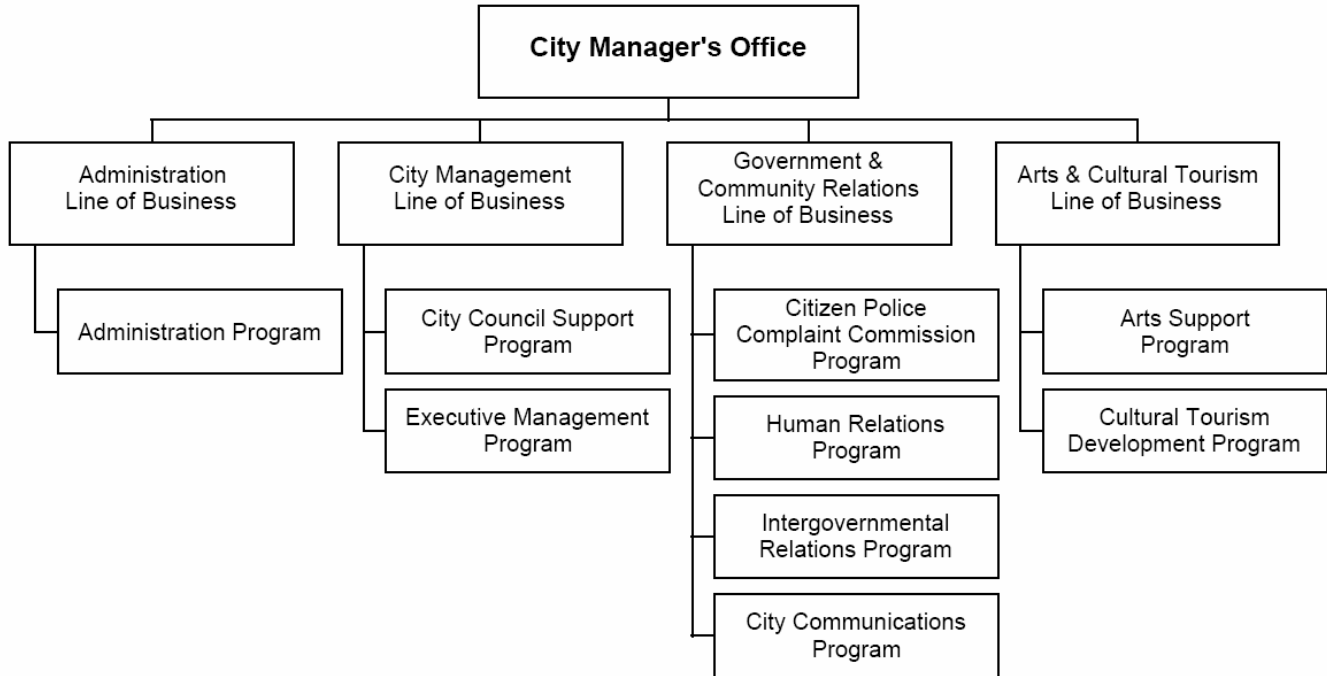 City Manager's Office
Administration
Line of Business
City Management
Line of Business
Government &
Community Relations
Line of Business
Arts & Cultural Tourism
Line of Business
Administration Program
City Council Support
Program
Executive Management
Program
Citizen Police
Complaint Commission
Program
Human Relations
Program
Intergovernmental
Relations Program
City Communications
Program
Arts Support
Program
Cultural Tourism
Development Program